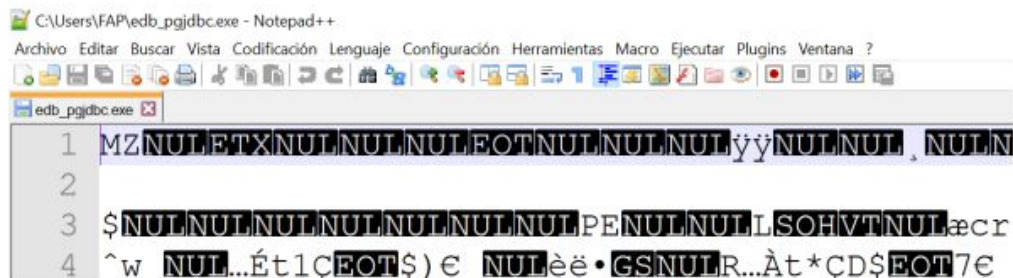 C:\Users\FAP\edb_pgjdbc.exe - Notepad++
Archivo Editar Buscar Vista Codificación Lenguaje Configuración Herramientas Macro Ejecutar Plugins Ventana ?
edb_pgjdbc.exe
1 MZNULETXNULNULNULEOTNULNULNULÿÿNULNUL¸NULN
2
3 $NULNULNULNULNULNULNULPENULNULLSOHVTNULæcr
4 ^w NUL…Ét1ÇEOT$)€ NULèë•GSNULR…Àt*ÇD$EOT7€